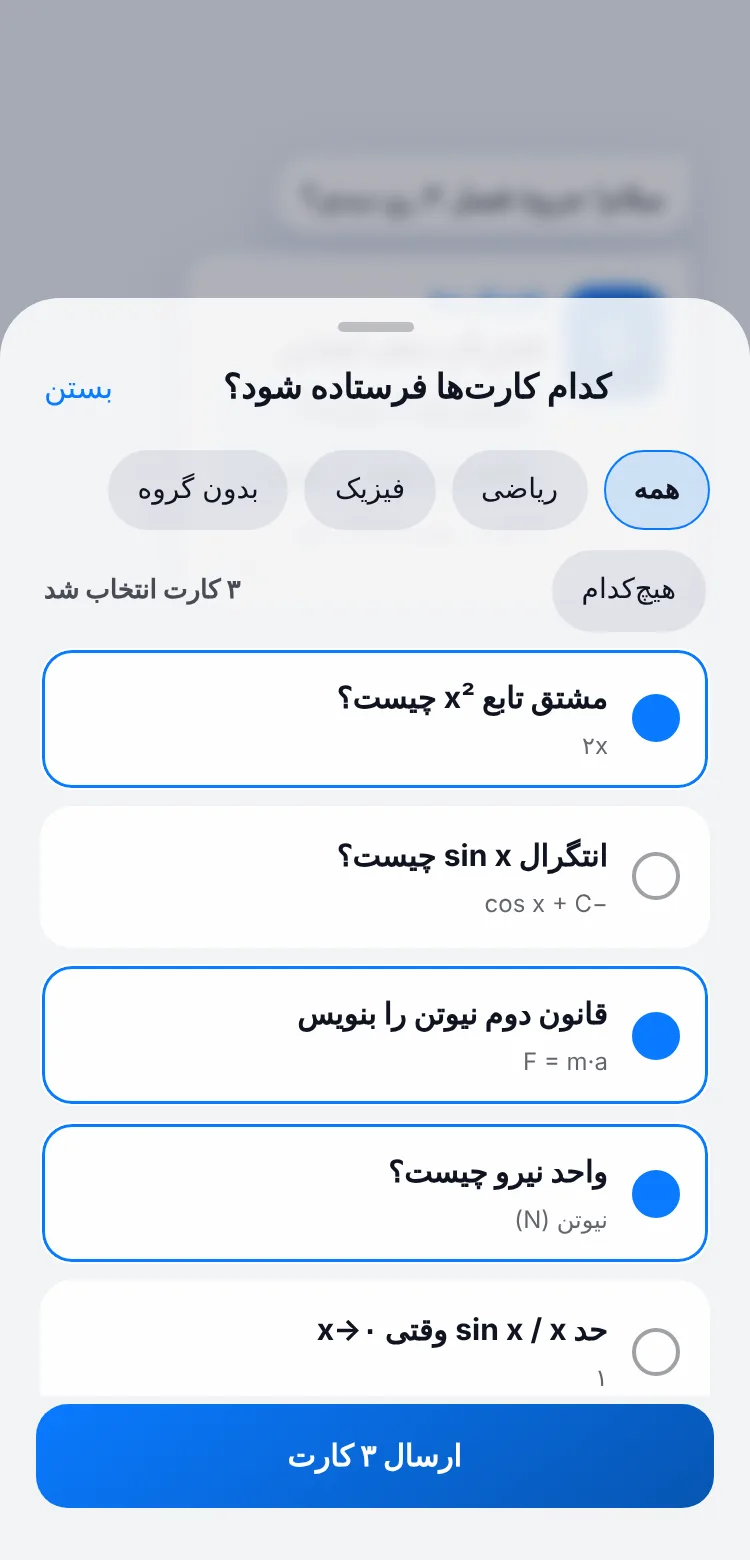 کدام کارت‌ها فرستاده شود؟
بستن
همه
ریاضی
فیزیک
بدون گروه
هیچ‌کدام
۳ کارت انتخاب شد
مشتق تابع x² چیست؟
۲x
انتگرال sin x چیست؟
−cos x + C
قانون دوم نیوتن را بنویس
F = m·a
واحد نیرو چیست؟
نیوتن (N)
حد sin x / x وقتی x→۰
۱
ارسال ۳ کارت